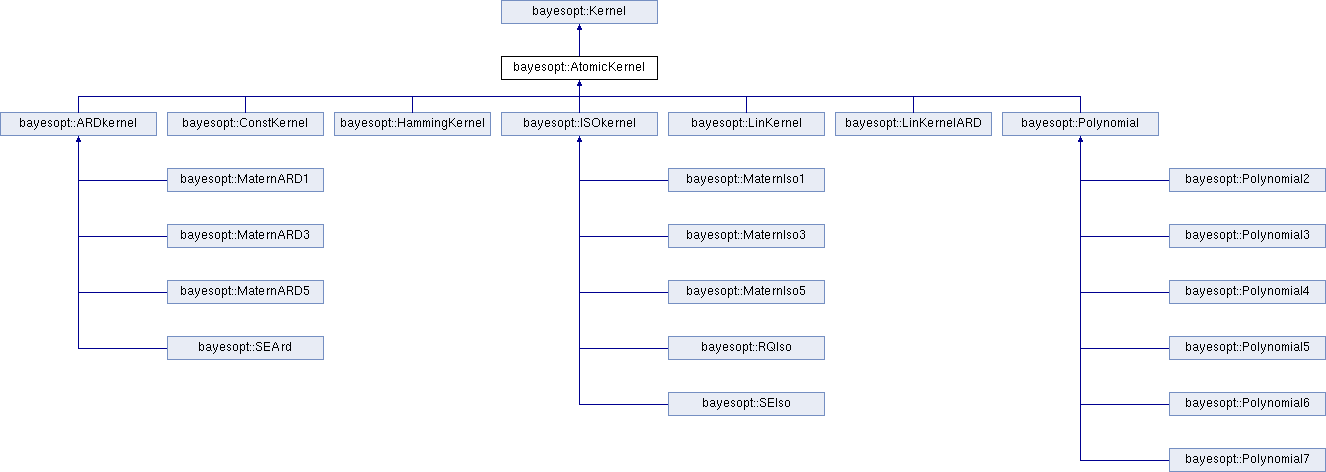 bayesopt::Kernel
bayesopt::AtomicKernel
bayesopt::ARDkernel
bayesopt::ConstKernel
bayesopt::HammingKernel
bayesopt::ISOkernel
bayesopt::LinKernel
bayesopt::LinKernelARD
bayesopt::Polynomial
bayesopt::MaternARD1
bayesopt::MaternIso1
bayesopt::Polynomial2
bayesopt::MaternARD3
bayesopt::MaternIso3
bayesopt::Polynomial3
bayesopt::MaternARD5
bayesopt::MaternIso5
bayesopt::Polynomial4
bayesopt::SEArd
bayesopt::RQIso
bayesopt::Polynomial5
bayesopt::SEIso
bayesopt::Polynomial6
bayesopt::Polynomial7